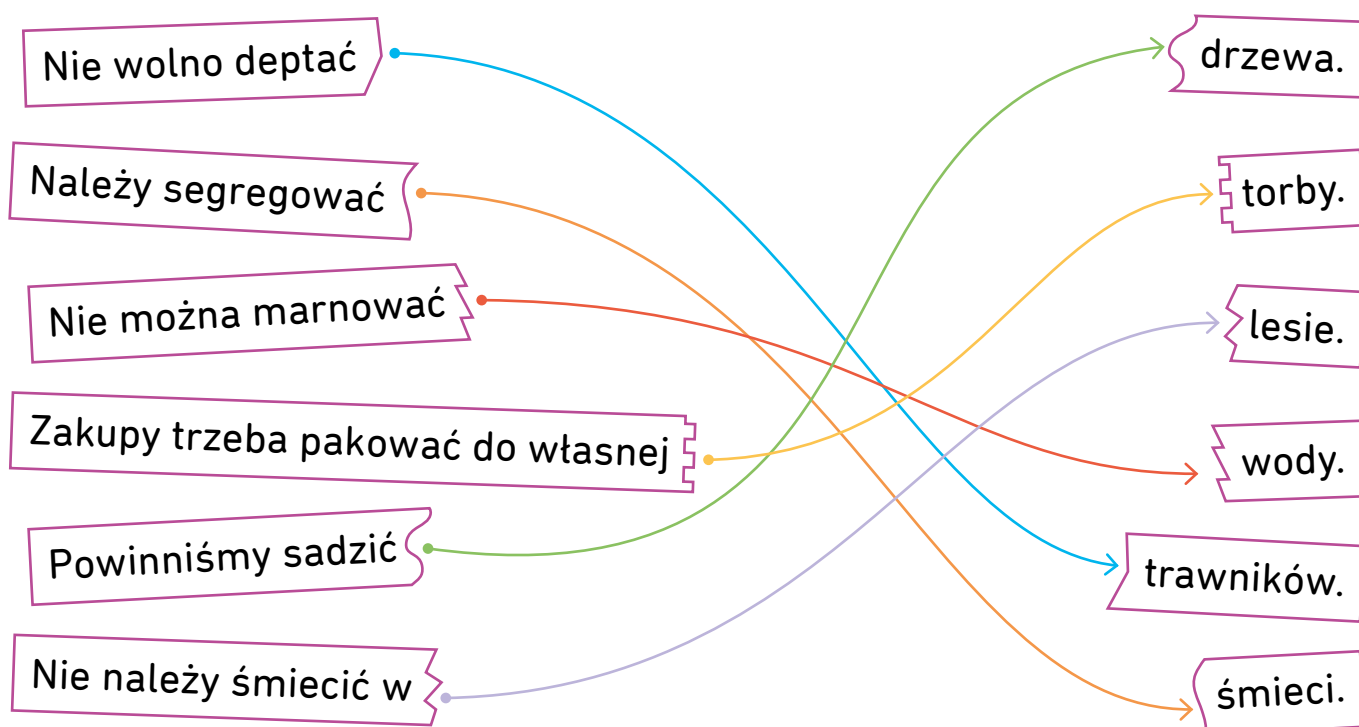 Nie wolno deptać
Należy segregować
Nie można marnować
Zakupy trzeba pakować do własnej
Powinniśmy sadzić
Nie należy śmiecić w
drzewa.
torby.
lesie.
wody.
trawników.
śmieci.